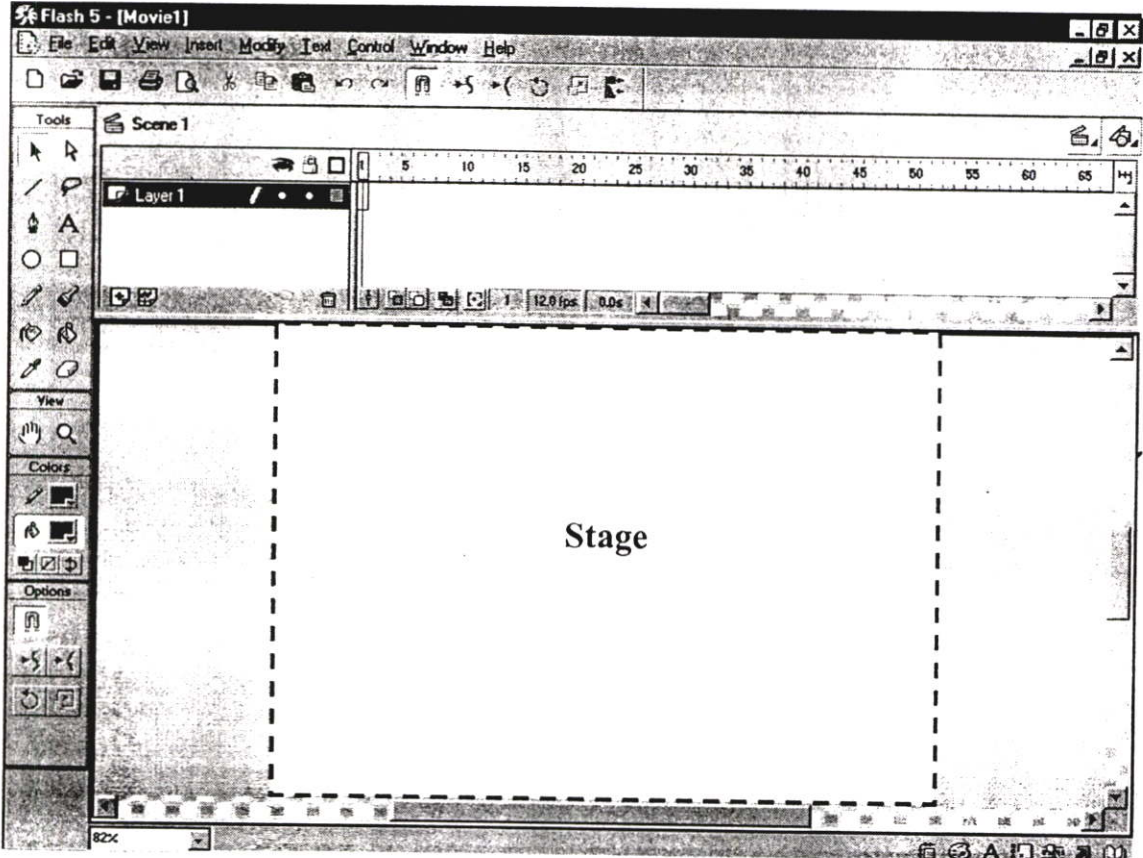 Flash 5 - [Movie1]
File Edit View Insert Modify Text Control Window Help
Tools
Scene 1
1 5 10 15 20 25 30 35 40 45 50 55 60 65
Layer 1
1 12.0 fps 0.0s
View
Colors
Stage
Options
82%